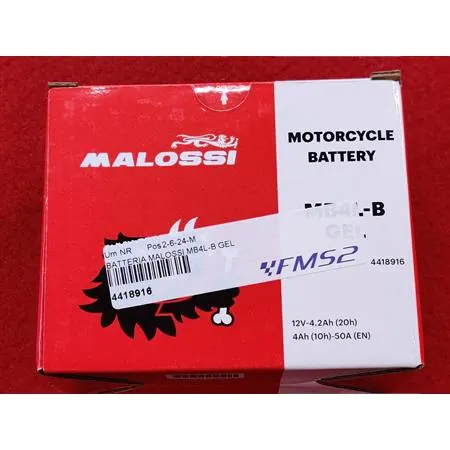 MALOSSI
MOTORCYCLE
BATTERY
MB4L-B
GEL
Um NR Pos2-6-24-M
BATTERIA MALOSSI MB4L-B GEL
4418916
FMS2
4418916
12V-4.2Ah (20h)
4Ah (10h)-50A (EN)